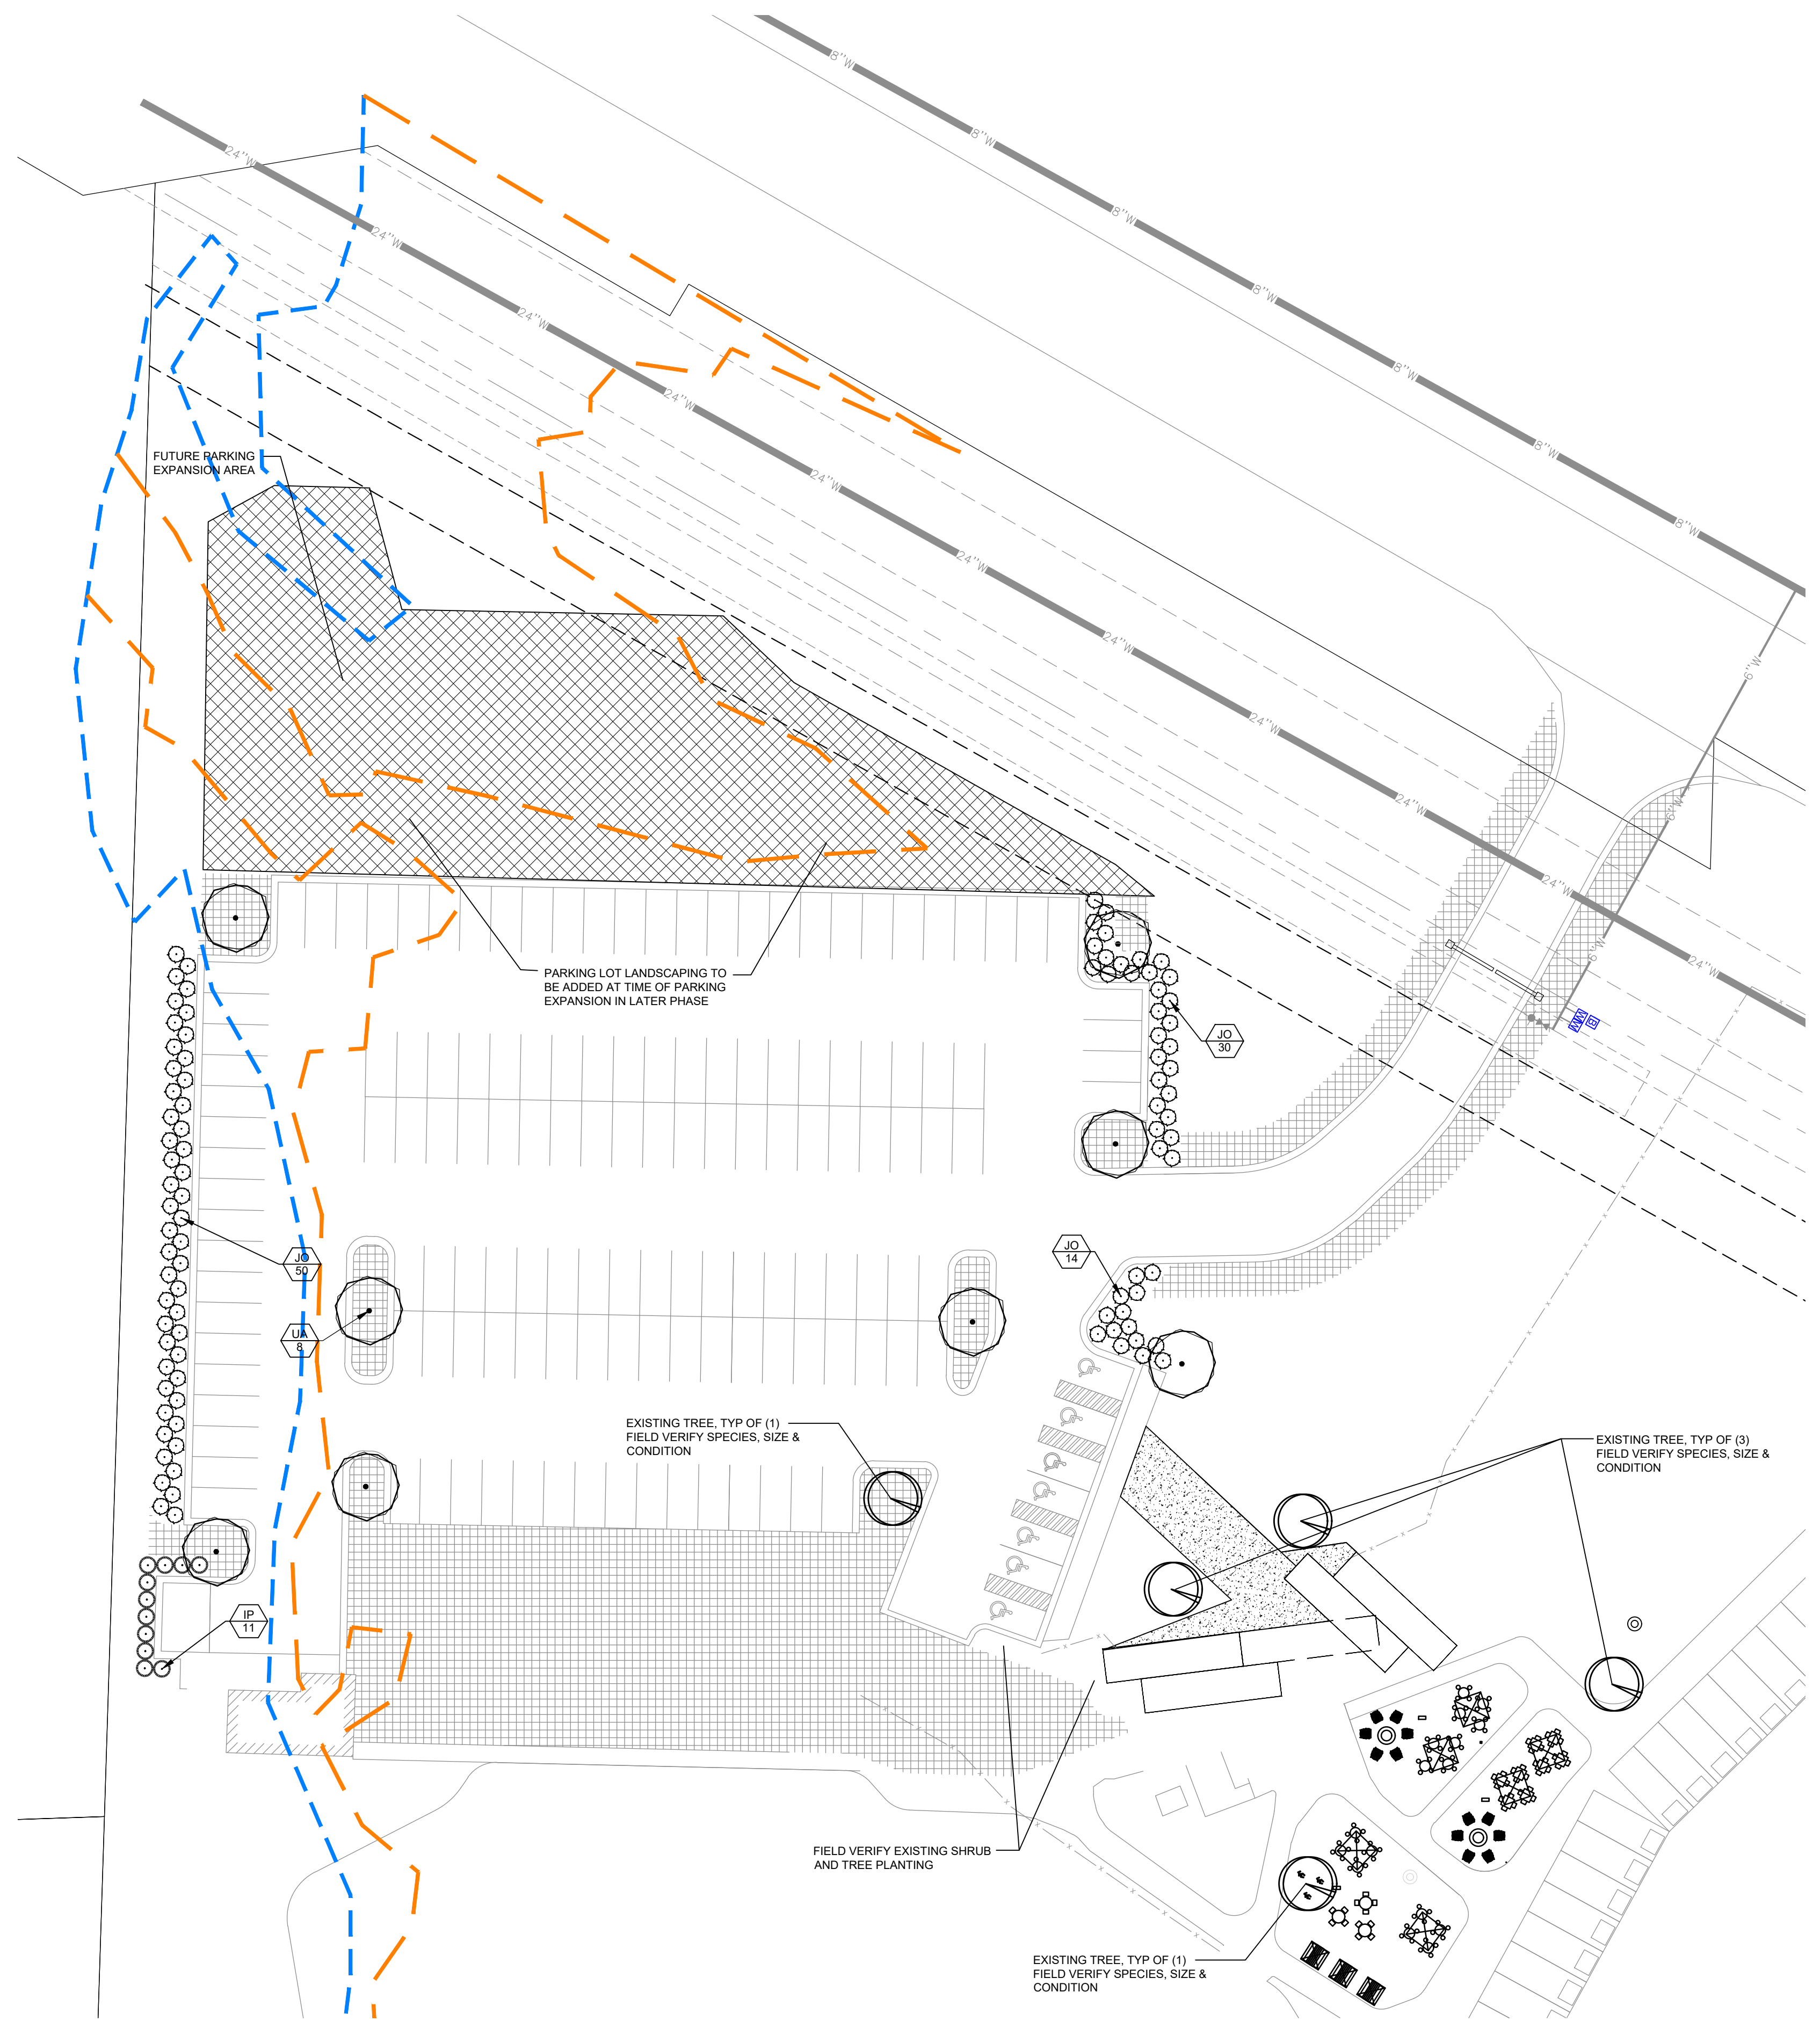 8"W
8"W
8"W
8"W
8"W
8"W
8"W
24"W
24"W
24"W
24"W
24"W
24"W
24"W
24"W
24"W
24"W
24"W
6"W
6"W
6"W
FUTURE PARKING
EXPANSION AREA
PARKING LOT LANDSCAPING TO
BE ADDED AT TIME OF PARKING
EXPANSION IN LATER PHASE
JO
30
JO
50
JO
14
UA
8
EXISTING TREE, TYP OF (1)
FIELD VERIFY SPECIES, SIZE &
CONDITION
EXISTING TREE, TYP OF (3)
FIELD VERIFY SPECIES, SIZE &
CONDITION
IP
11
FIELD VERIFY EXISTING SHRUB
AND TREE PLANTING
EXISTING TREE, TYP OF (1)
FIELD VERIFY SPECIES, SIZE &
CONDITION